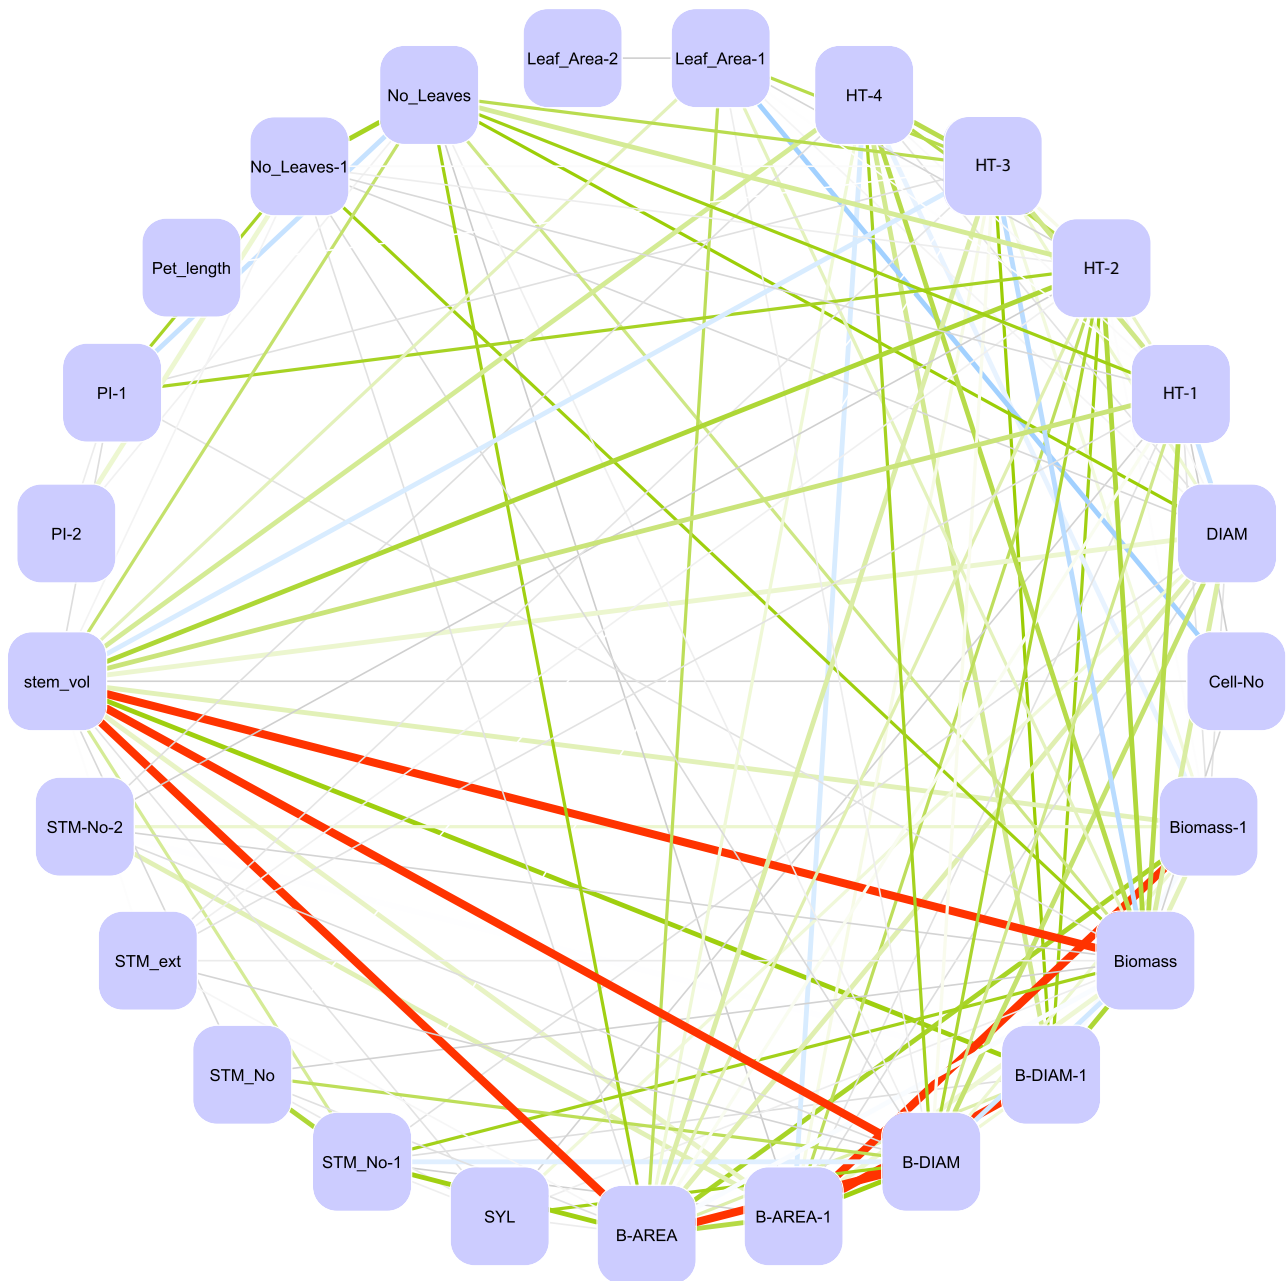 Leaf_Area-2
Leaf_Area-1
No_Leaves
HT-4
No_Leaves-1
HT-3
Pet_length
HT-2
PI-1
HT-1
PI-2
DIAM
stem_vol
Cell-No
STM-No-2
Biomass-1
STM_ext
Biomass
STM_No
B-DIAM-1
STM_No-1
B-DIAM
SYL
B-AREA-1
B-AREA